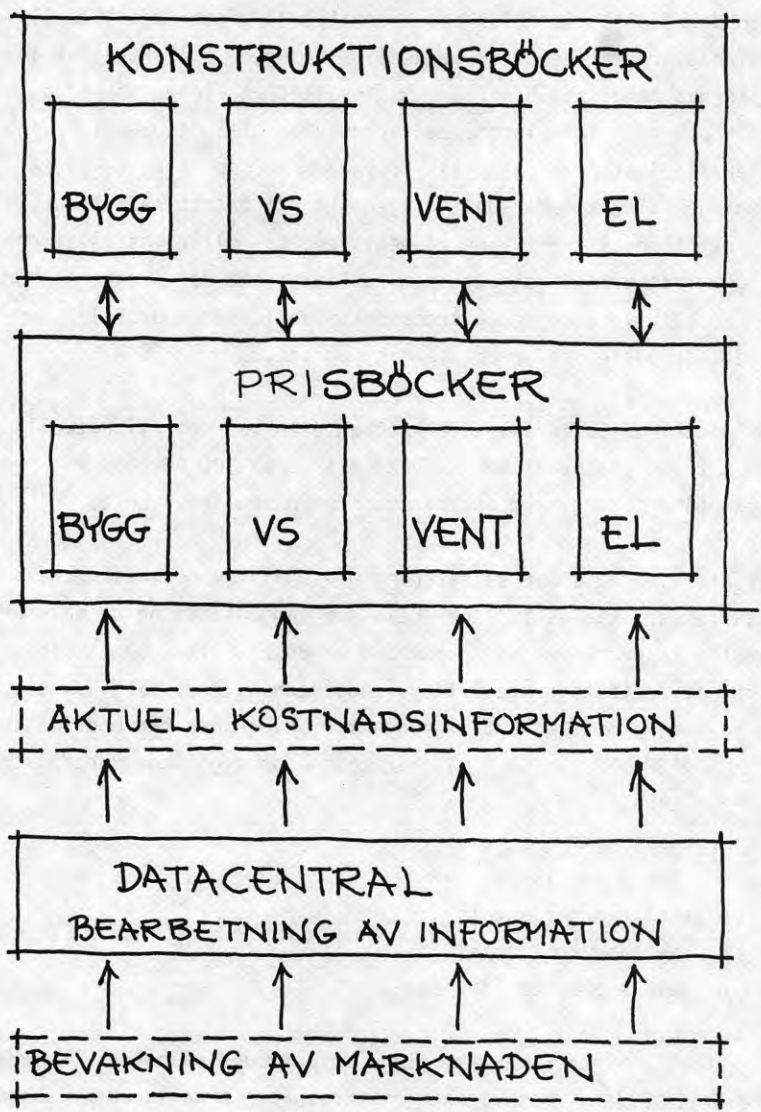 KONSTRUKTIONSBÖCKER
BYGG VS VENT EL
PRISBÖCKER
BYGG VS VENT EL
AKTUELL KOSTNADSINFORMATION
DATACENTRAL
BEARBETNING AV INFORMATION
BEVAKNING AV MARKNADEN